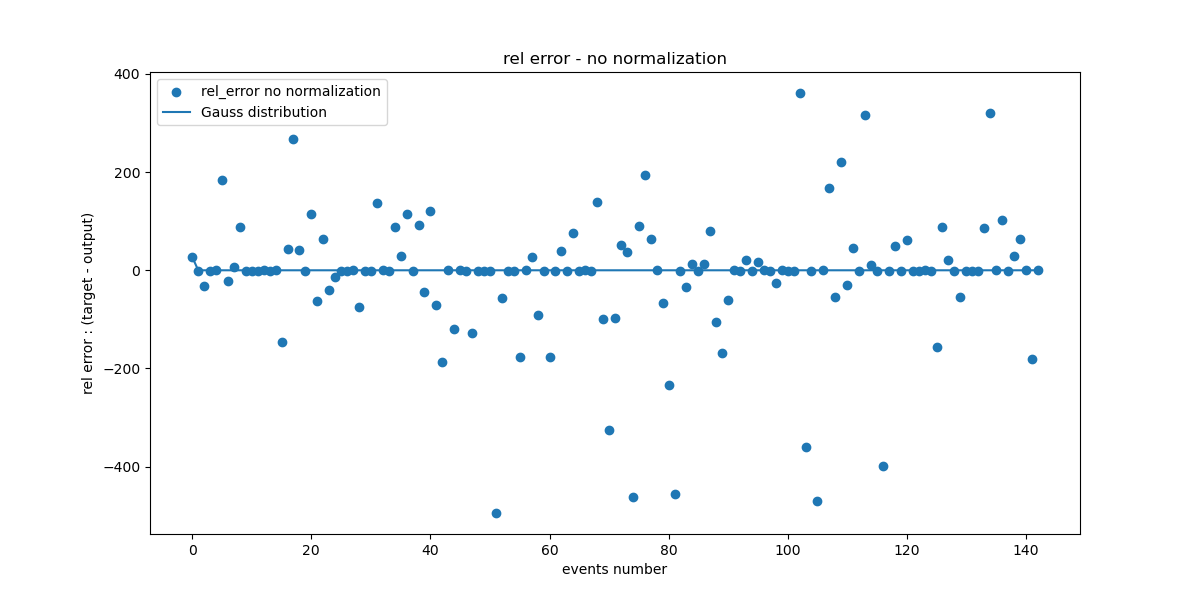 rel error - no normalization
rel_error no normalization
Gauss distribution
400
200
0
−200
−400
rel error : (target - output)
0 20 40 60 80 100 120 140
events number